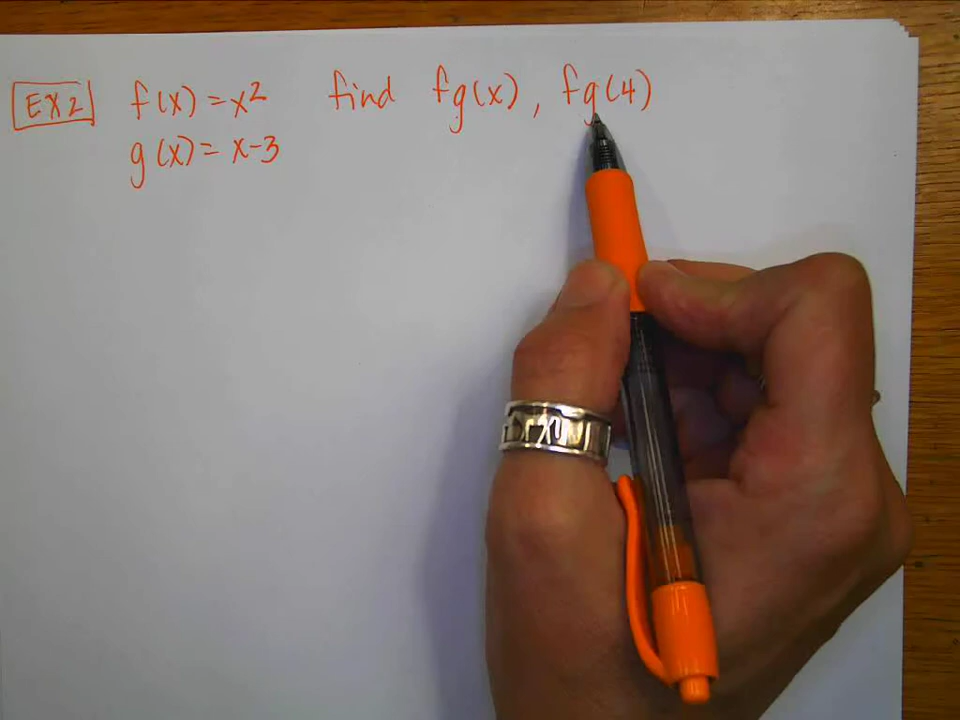 EX2 f(x) = x² find fg(x), fg(4)
g(x) = x-3